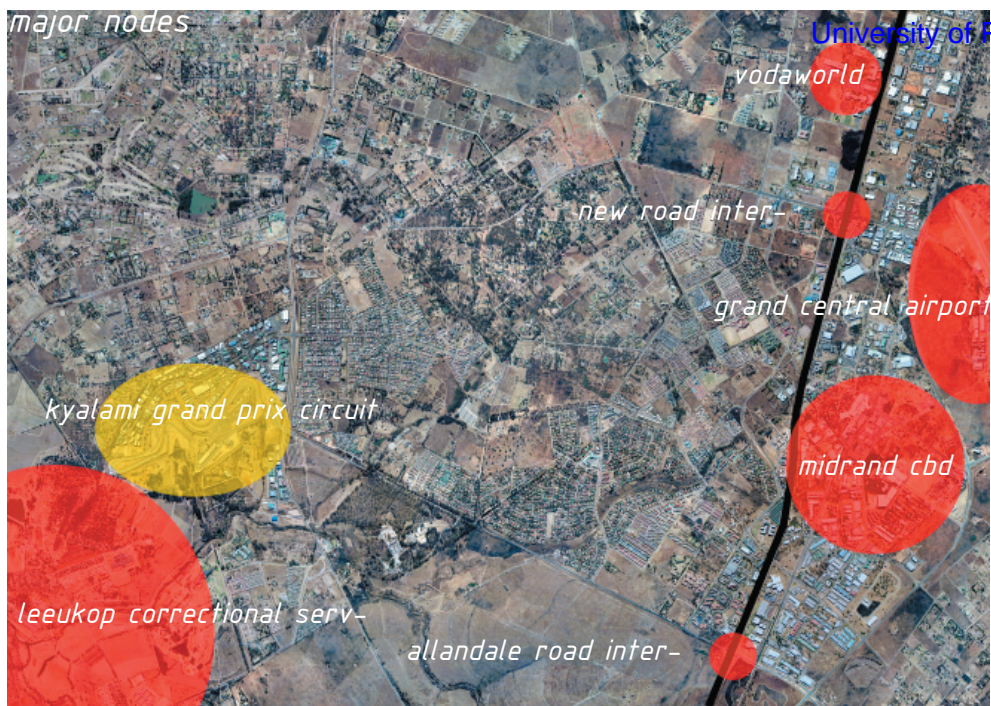 major nodes
University of P
vodaworld
new road inter-
grand central airport
kyalami grand prix circuit
midrand cbd
leeukop correctional serv-
allandale road inter-